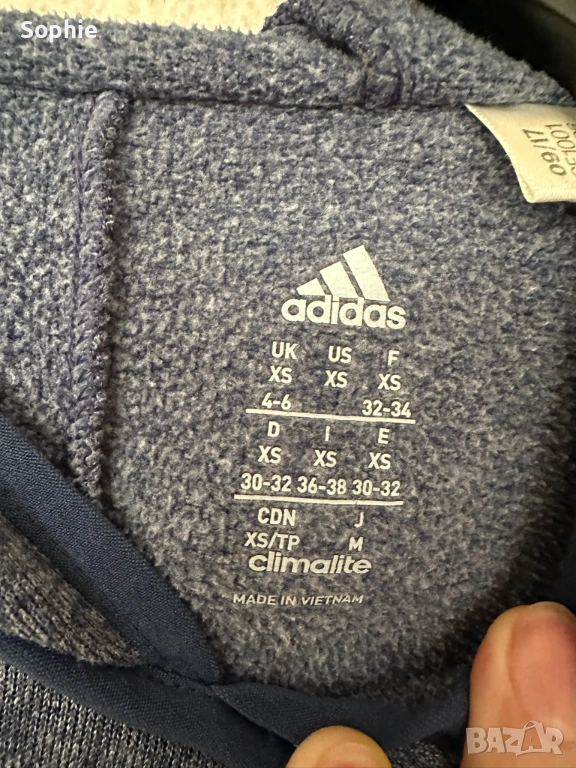 Sophie
09/17
adidas
UK US F
XS XS XS
4-6 32-34
D I E
XS XS XS
30-32 36-38 30-32
CDN J
XS/TP M
climalite
MADE IN VIETNAM
BAZAR